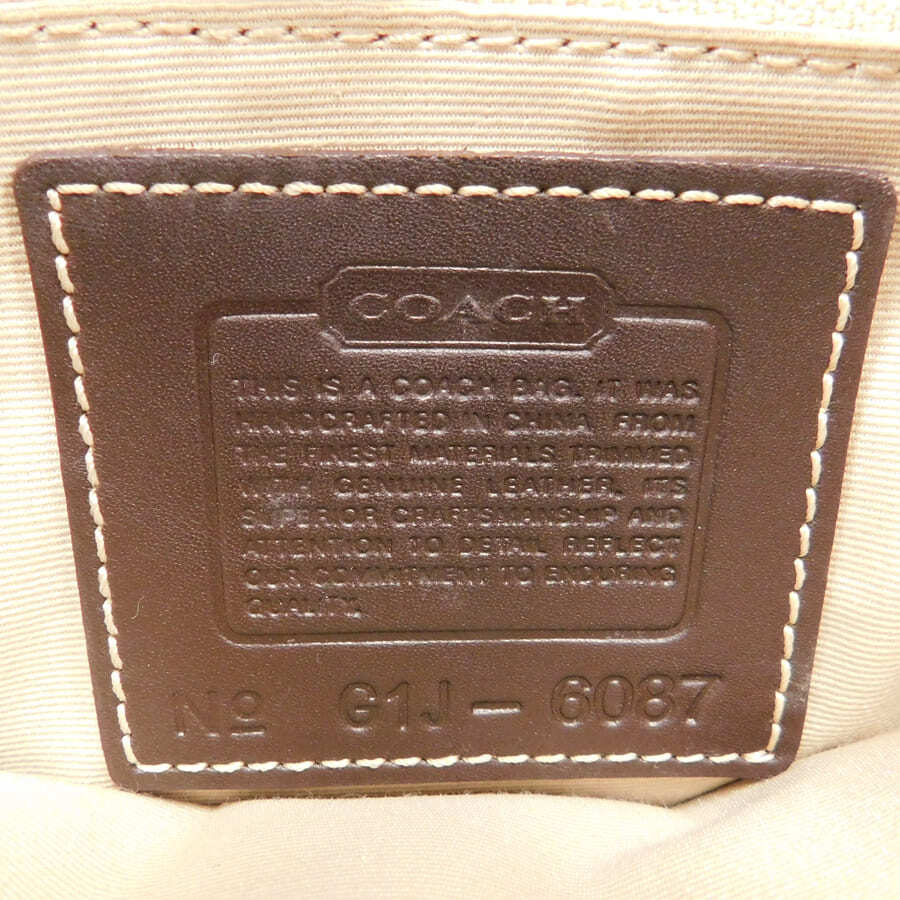 COACH
THIS IS A COACH BAG. IT WAS
HANDCRAFTED IN CHINA, FROM
THE FINEST MATERIALS TRIMMED
WITH GENUINE LEATHER. ITS
SUPERIOR CRAFTSMANSHIP AND
ATTENTION TO DETAIL REFLECT
OUR COMMITMENT TO ENDURING
QUALITY.
Nº G1J - 6087